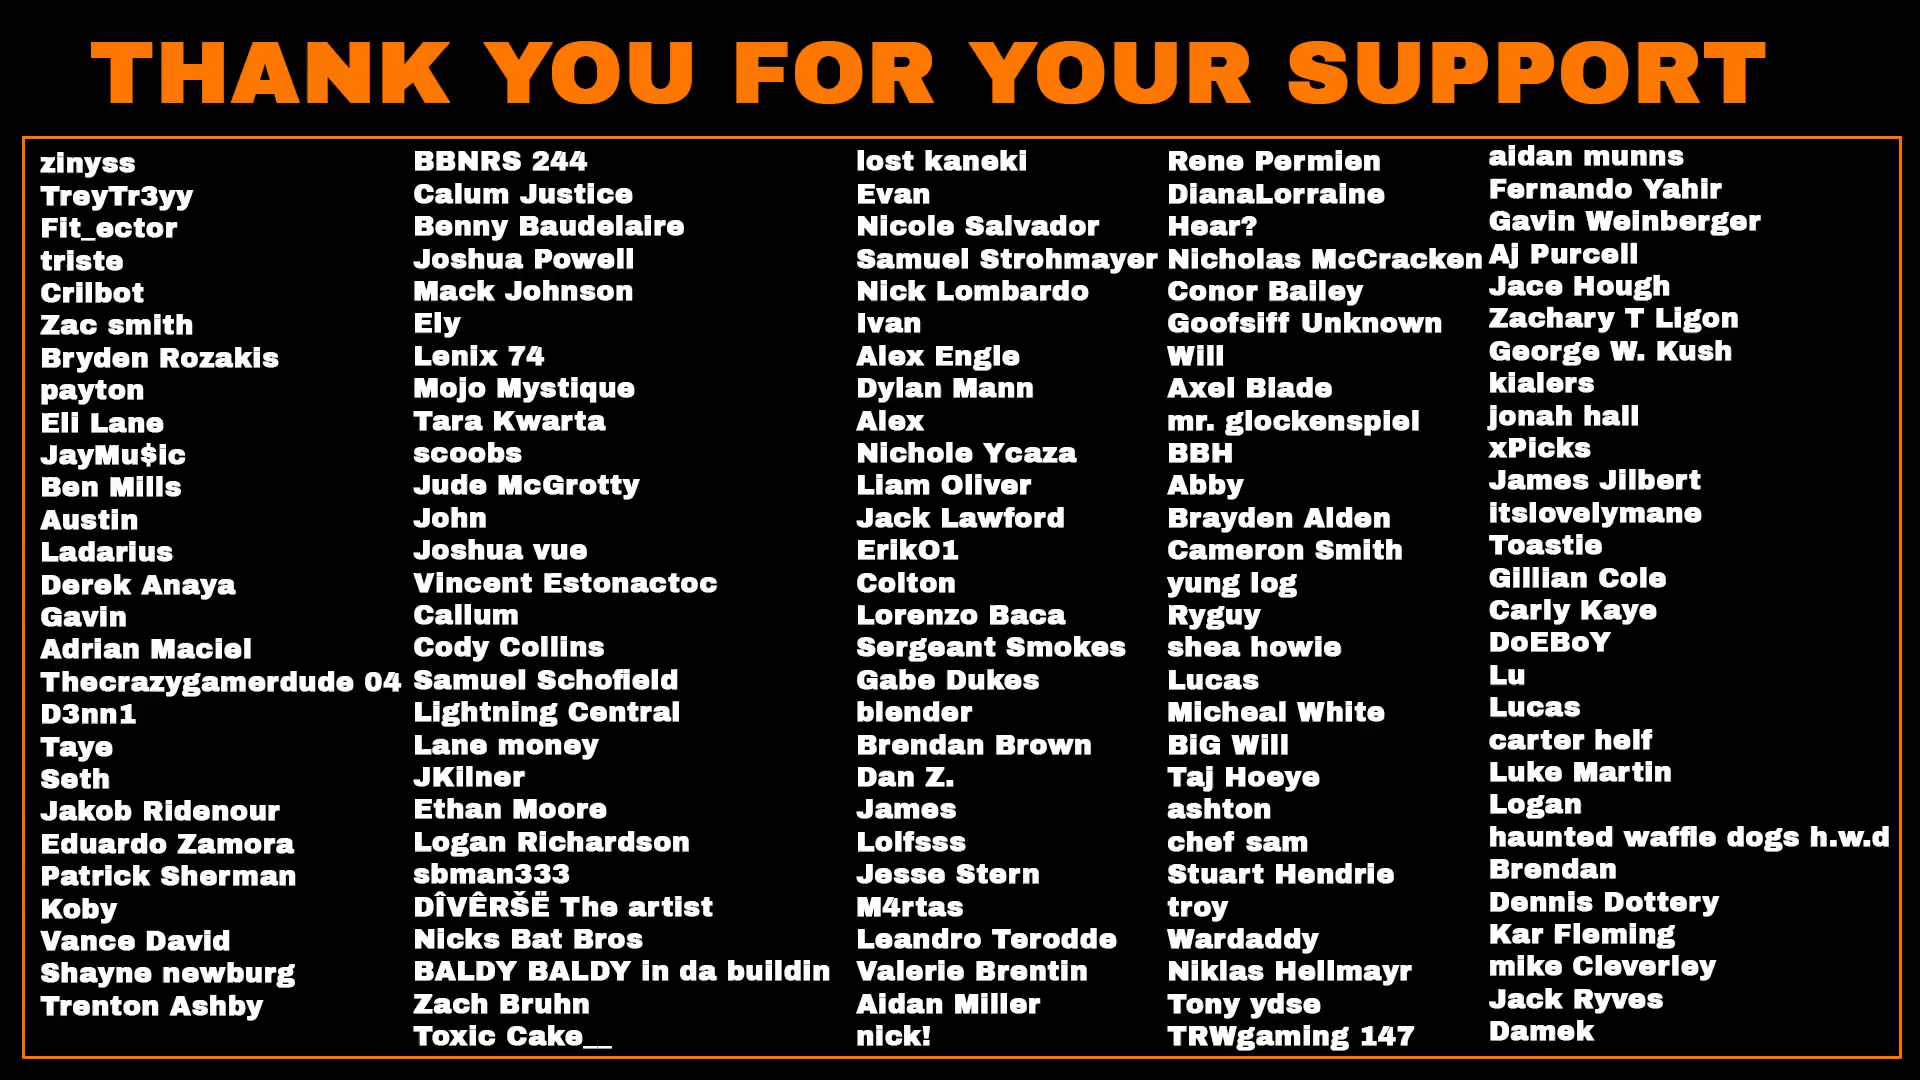 THANK YOU FOR YOUR SUPPORT
zinyss
TreyTr3yy
Fit_ector
triste
Crilbot
Zac smith
Bryden Rozakis
payton
Eli Lane
JayMu$ic
Ben Mills
Austin
Ladarius
Derek Anaya
Gavin
Adrian Maciel
Thecrazygamerdude 04
D3nn1
Taye
Seth
Jakob Ridenour
Eduardo Zamora
Patrick Sherman
Koby
Vance David
Shayne newburg
Trenton Ashby
BBNRS 244
Calum Justice
Benny Baudelaire
Joshua Powell
Mack Johnson
Ely
Lenix 74
Mojo Mystique
Tara Kwarta
scoobs
Jude McGrotty
John
Joshua vue
Vincent Estonactoc
Callum
Cody Collins
Samuel Schofield
Lightning Central
Lane money
JKilner
Ethan Moore
Logan Richardson
sbman333
DÎVÊRŠË The artist
Nicks Bat Bros
BALDY BALDY in da buildin
Zach Bruhn
Toxic Cake__
lost kaneki
Evan
Nicole Salvador
Samuel Strohmayer
Nick Lombardo
Ivan
Alex Engle
Dylan Mann
Alex
Nichole Ycaza
Liam Oliver
Jack Lawford
ErikO1
Colton
Lorenzo Baca
Sergeant Smokes
Gabe Dukes
blender
Brendan Brown
Dan Z.
James
Lolfsss
Jesse Stern
M4rtas
Leandro Terodde
Valerie Brentin
Aidan Miller
nick!
Rene Permien
DianaLorraine
Hear?
Nicholas McCracken
Conor Bailey
Goofsiff Unknown
Will
Axel Blade
mr. glockenspiel
BBH
Abby
Brayden Alden
Cameron Smith
yung log
Ryguy
shea howie
Lucas
Micheal White
BiG Will
Taj Hoeye
ashton
chef sam
Stuart Hendrie
troy
Wardaddy
Niklas Hellmayr
Tony ydse
TRWgaming 147
aidan munns
Fernando Yahir
Gavin Weinberger
Aj Purcell
Jace Hough
Zachary T Ligon
George W. Kush
kialers
jonah hall
xPicks
James Jilbert
itslovelymane
Toastie
Gillian Cole
Carly Kaye
DoEBoY
Lu
Lucas
carter helf
Luke Martin
Logan
haunted waffle dogs h.w.d
Brendan
Dennis Dottery
Kar Fleming
mike Cleverley
Jack Ryves
Damek